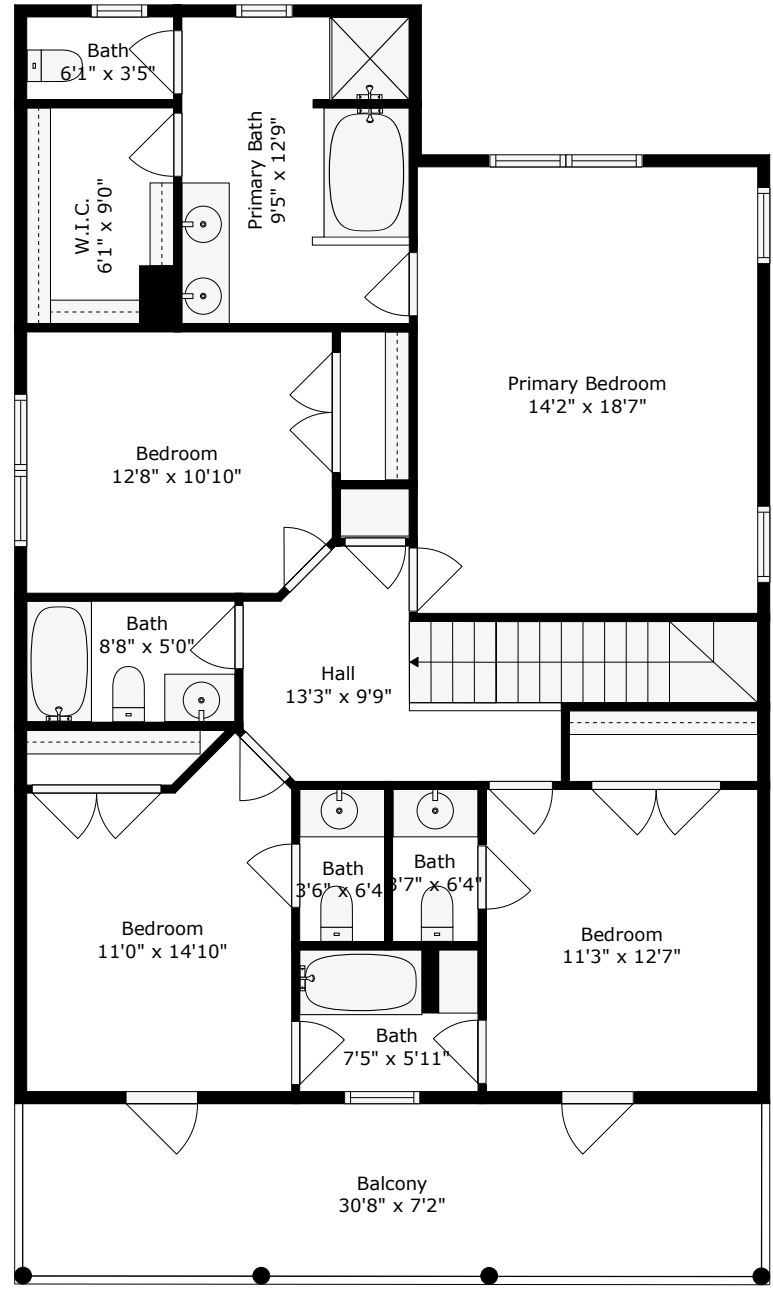 Bath
6'1" x 3'5"
Primary Bath
9'5" x 12'9"
W.I.C.
6'1" x 9'0"
Primary Bedroom
14'2" x 18'7"
Bedroom
12'8" x 10'10"
Bath
8'8" x 5'0"
Hall
13'3" x 9'9"
Bath
3'6" x 6'4
Bath
3'7" x 6'4"
Bedroom
11'0" x 14'10"
Bedroom
11'3" x 12'7"
Bath
7'5" x 5'11"
Balcony
30'8" x 7'2"